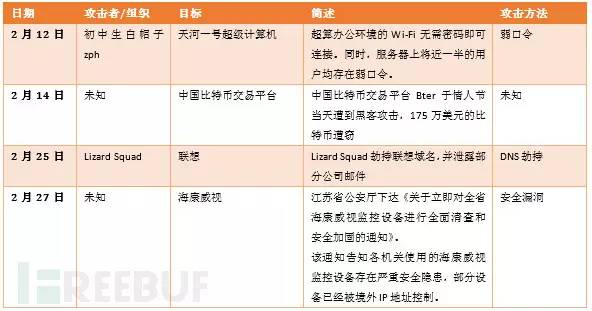 日期 攻击者/组织 目标 简述 攻击方法
2 月 12 日 初中生白帽子 天河一号超级计算机 超算办公环境的 Wi-Fi 无需密码即可 弱口令
zph 连接。同时，服务器上将近一半的用
户均存在弱口令。
2 月 14 日 未知 中国比特币交易平台 中国比特币交易平台 Bter 于情人节 未知
当天遭到黑客攻击，175 万美元的比
特币遭窃
2 月 25 日 Lizard Squad 联想 Lizard Squad 劫持联想域名，并泄露部 DNS 劫持
分公司邮件
2 月 27 日 未知 海康威视 江苏省公安厅下达《关于立即对全省 安全漏洞
海康威视监控设备进行全面清查和
安全加固的通知》。
该通知告知各机关使用的海康威视
监控设备存在严重安全隐患，部分设
备已经被境外 IP 地址控制。
FREEBUF